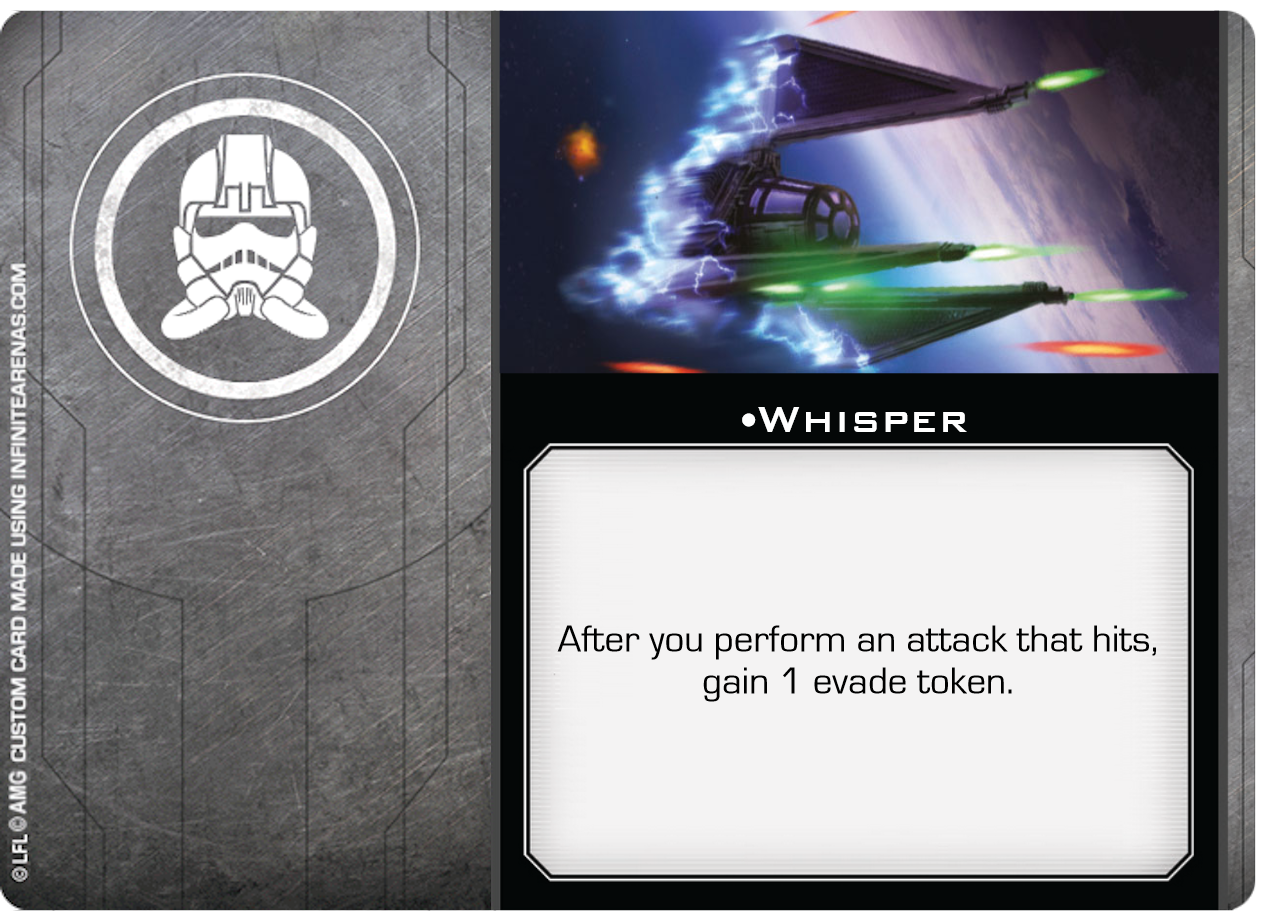 •Whisper
After you perform an attack that hits,
gain 1 evade token.
©LFL ©AMG CUSTOM CARD MADE USING INFINITEARENAS.COM